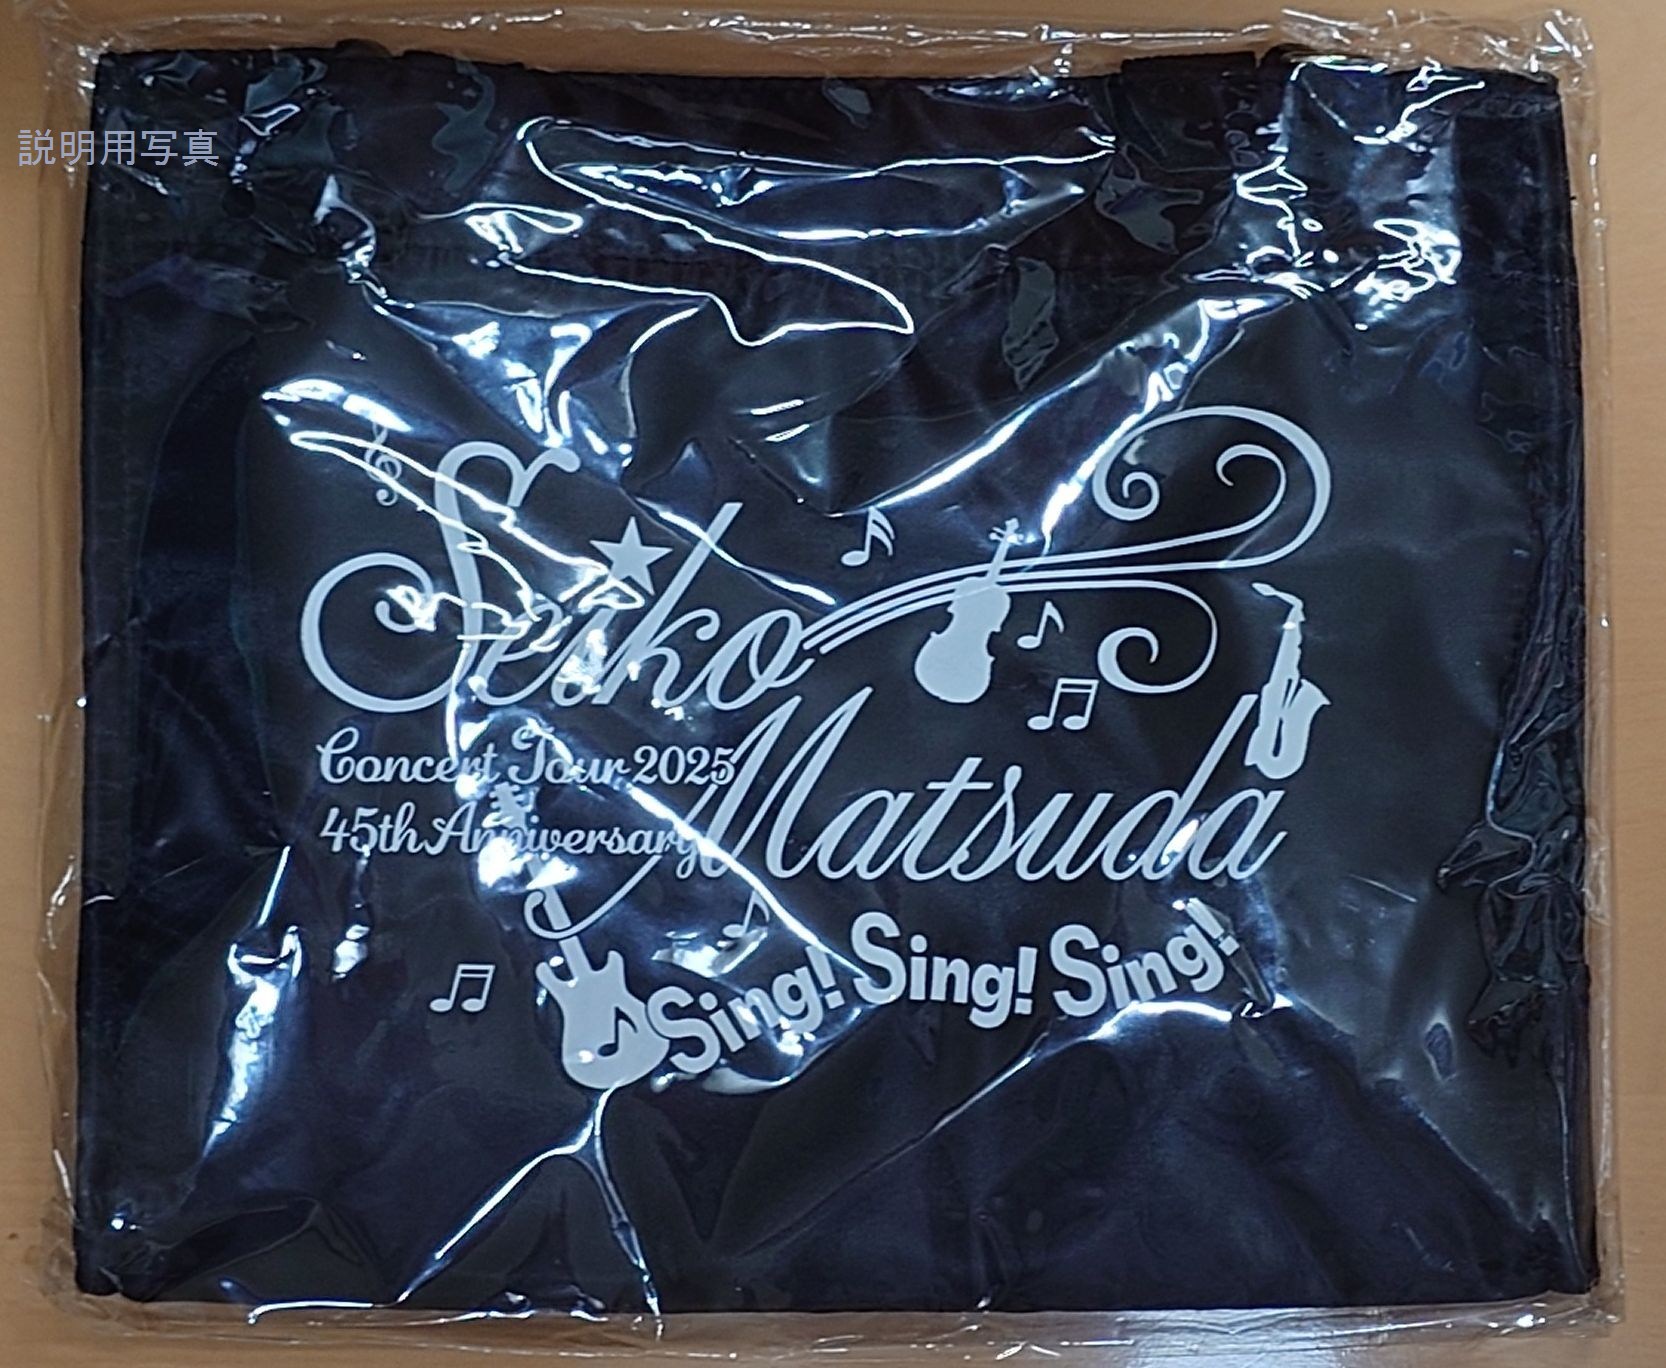 説明用写真
Seiko
Matsuda
Concert Tour 2025
45th Anniversary
Sing! Sing! Sing!